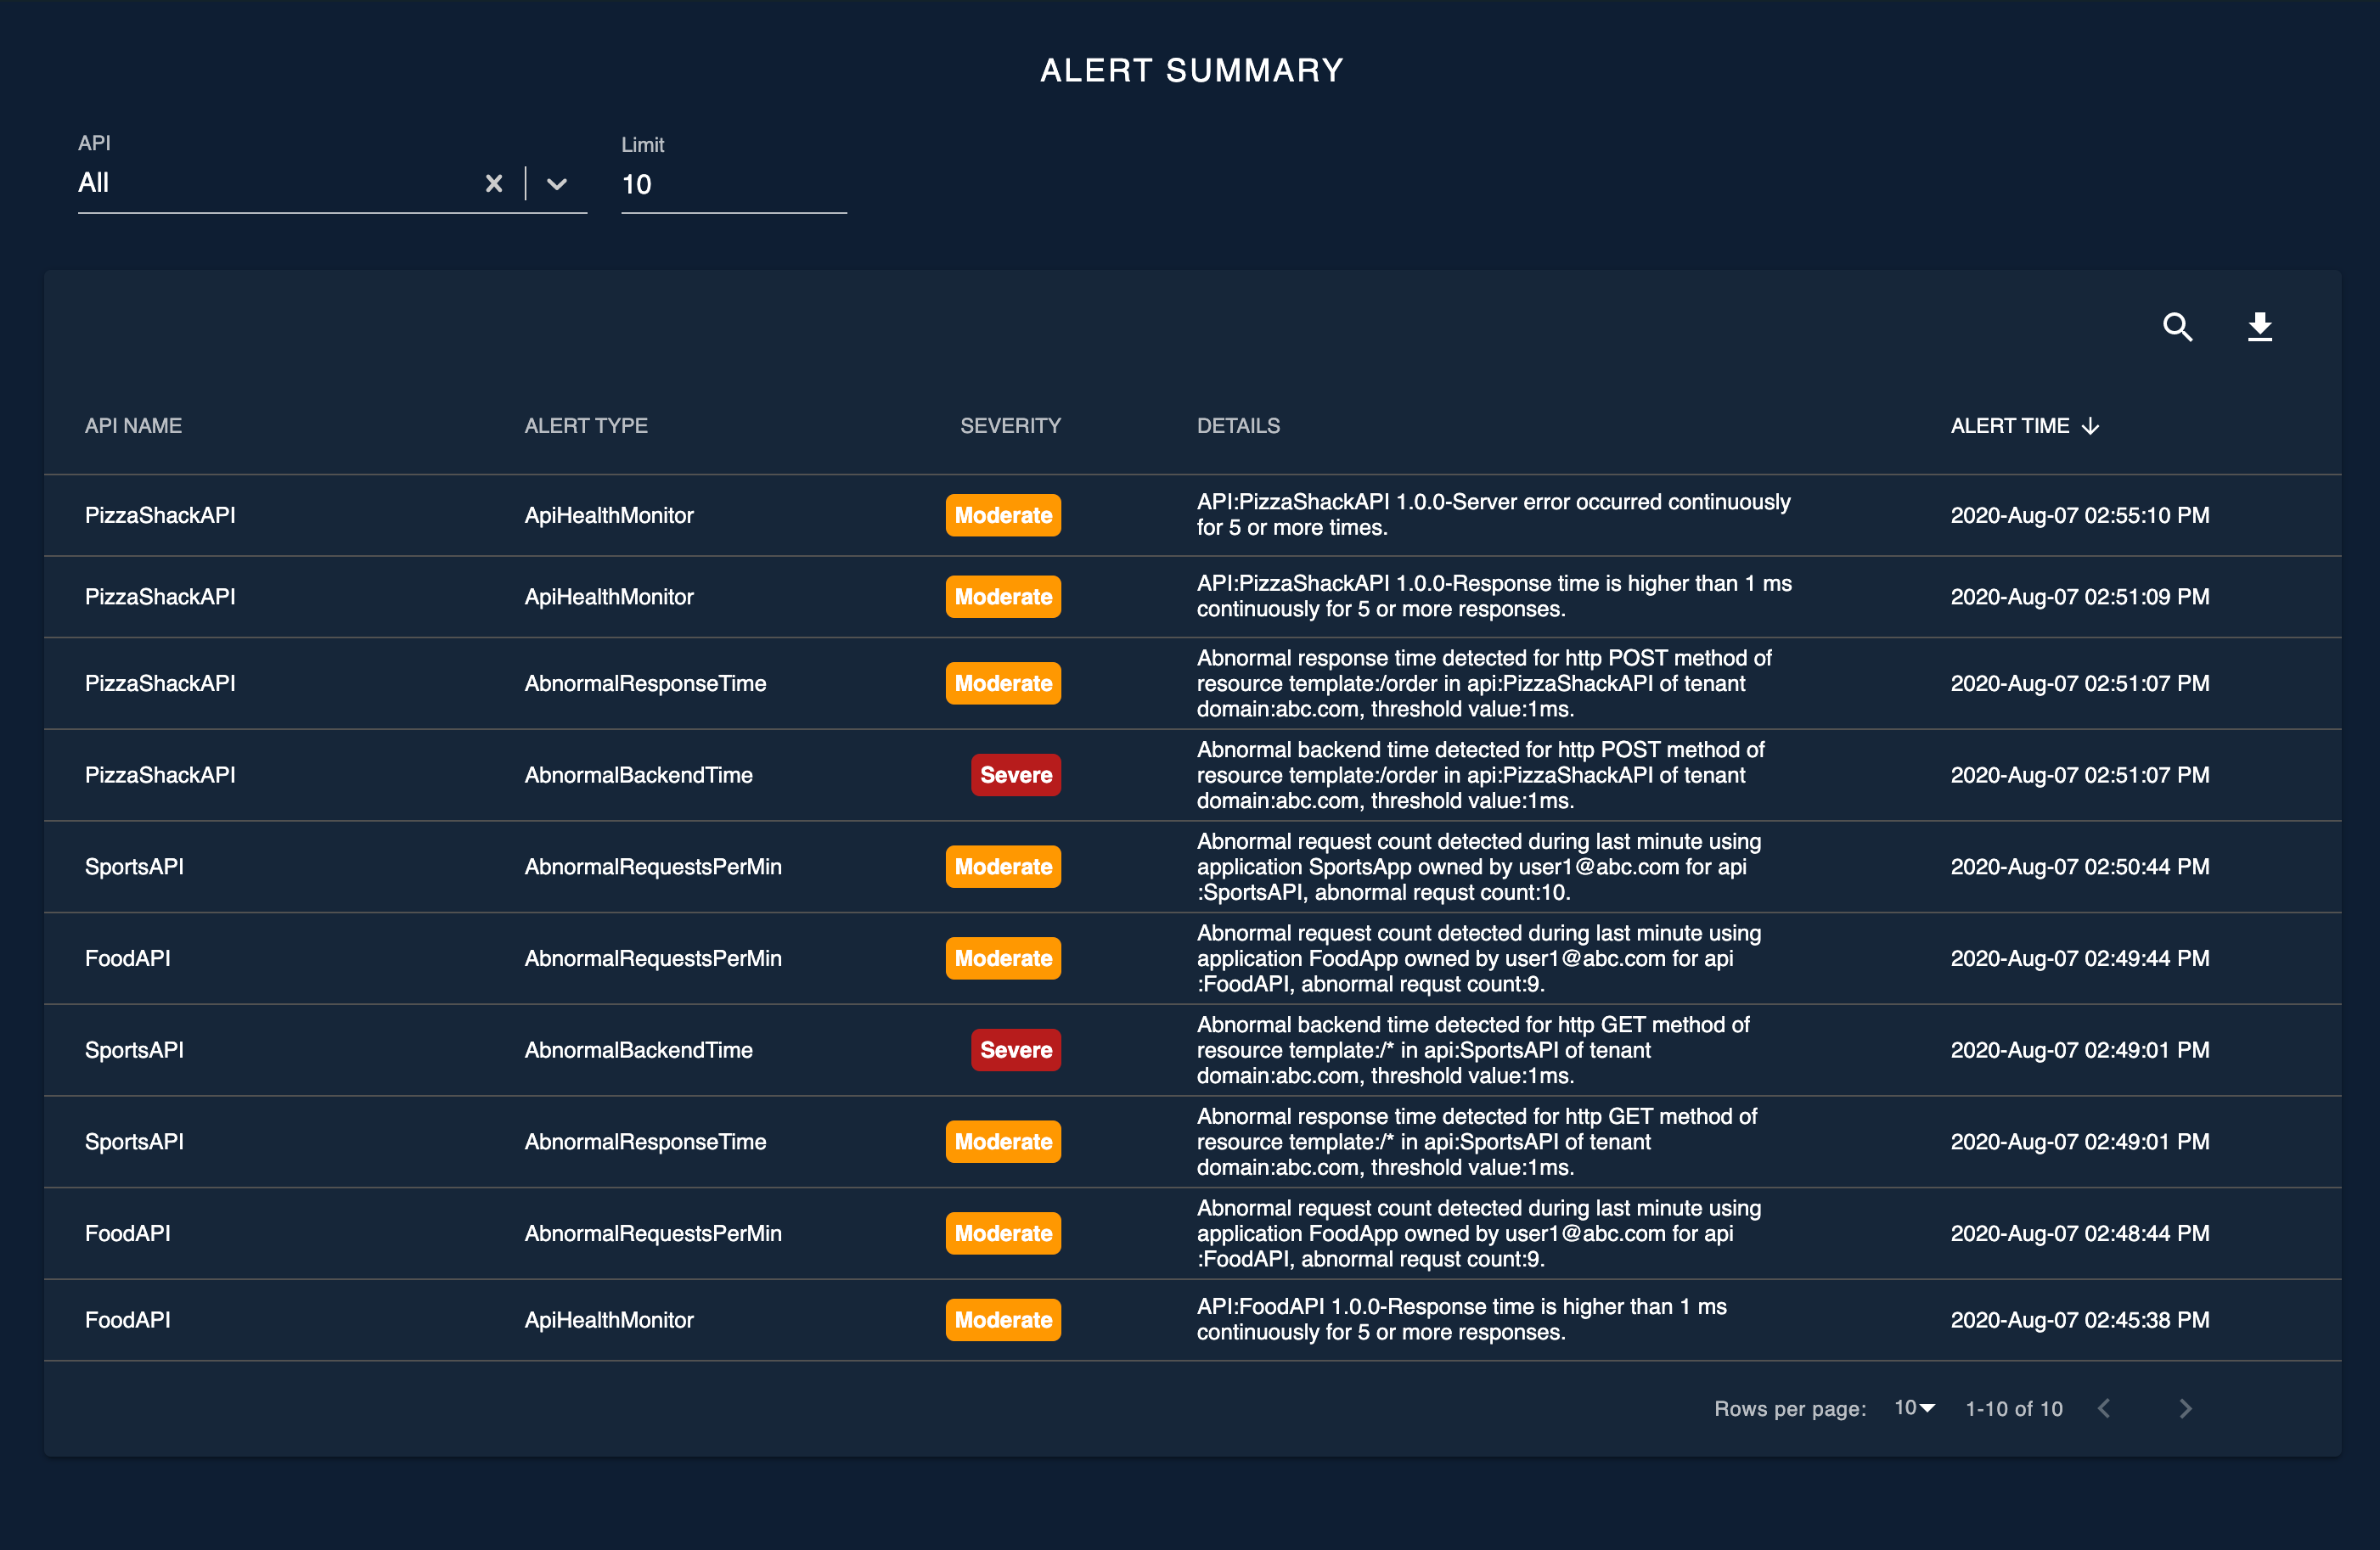 ALERT SUMMARY
API
Limit
All
10
API NAME ALERT TYPE SEVERITY DETAILS ALERT TIME
PizzaShackAPI ApiHealthMonitor Moderate API:PizzaShackAPI 1.0.0-Server error occurred continuously
for 5 or more times. 2020-Aug-07 02:55:10 PM
PizzaShackAPI ApiHealthMonitor Moderate API:PizzaShackAPI 1.0.0-Response time is higher than 1 ms
continuously for 5 or more responses. 2020-Aug-07 02:51:09 PM
PizzaShackAPI AbnormalResponseTime Moderate Abnormal response time detected for http POST method of
resource template:/order in api:PizzaShackAPI of tenant
domain:abc.com, threshold value:1ms. 2020-Aug-07 02:51:07 PM
PizzaShackAPI AbnormalBackendTime Severe Abnormal backend time detected for http POST method of
resource template:/order in api:PizzaShackAPI of tenant
domain:abc.com, threshold value:1ms. 2020-Aug-07 02:51:07 PM
SportsAPI AbnormalRequestsPerMin Moderate Abnormal request count detected during last minute using
application SportsApp owned by user1@abc.com for api
:SportsAPI, abnormal requst count:10. 2020-Aug-07 02:50:44 PM
FoodAPI AbnormalRequestsPerMin Moderate Abnormal request count detected during last minute using
application FoodApp owned by user1@abc.com for api
:FoodAPI, abnormal requst count:9. 2020-Aug-07 02:49:44 PM
SportsAPI AbnormalBackendTime Severe Abnormal backend time detected for http GET method of
resource template:/* in api:SportsAPI of tenant
domain:abc.com, threshold value:1ms. 2020-Aug-07 02:49:01 PM
SportsAPI AbnormalResponseTime Moderate Abnormal response time detected for http GET method of
resource template:/* in api:SportsAPI of tenant
domain:abc.com, threshold value:1ms. 2020-Aug-07 02:49:01 PM
FoodAPI AbnormalRequestsPerMin Moderate Abnormal request count detected during last minute using
application FoodApp owned by user1@abc.com for api
:FoodAPI, abnormal requst count:9. 2020-Aug-07 02:48:44 PM
FoodAPI ApiHealthMonitor Moderate API:FoodAPI 1.0.0-Response time is higher than 1 ms
continuously for 5 or more responses. 2020-Aug-07 02:45:38 PM
Rows per page: 10 1-10 of 10